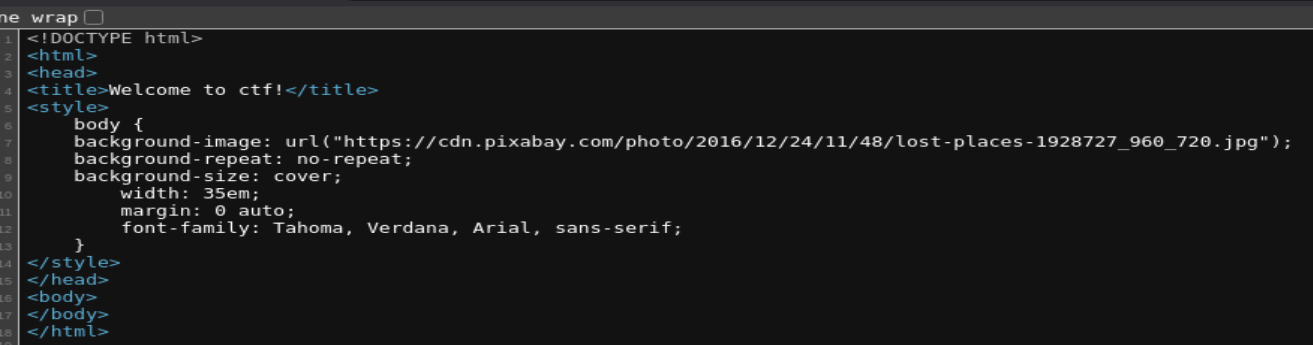 ne wrap
1 <!DOCTYPE html>
2 <html>
3 <head>
4 <title>Welcome to ctf!</title>
5 <style>
6 body {
7 background-image: url("https://cdn.pixabay.com/photo/2016/12/24/11/48/lost-places-1928727_960_720.jpg");
8 background-repeat: no-repeat;
9 background-size: cover;
10 width: 35em;
11 margin: 0 auto;
12 font-family: Tahoma, Verdana, Arial, sans-serif;
13 }
14 </style>
15 </head>
16 <body>
17 </body>
18 </html>